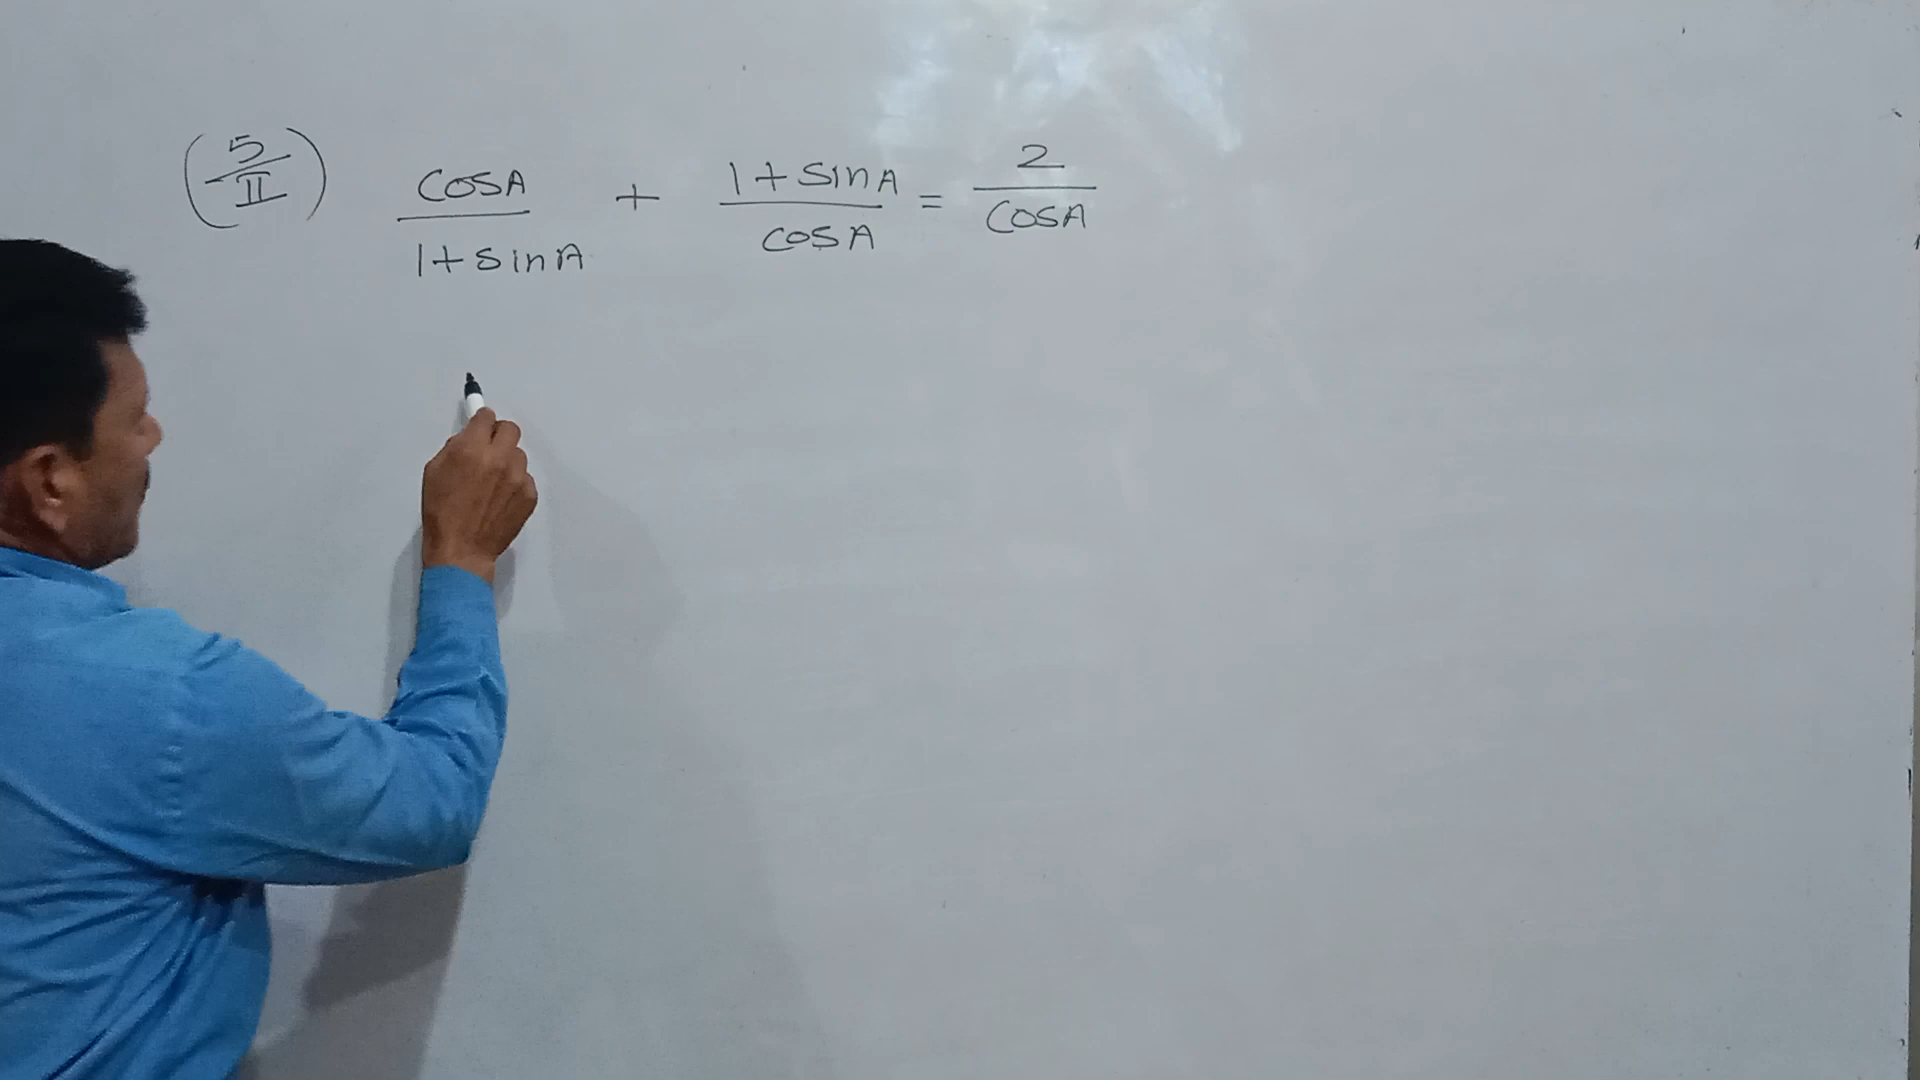 (5/II) cosA/1+sinA + 1+sinA/cosA = 2/cosA